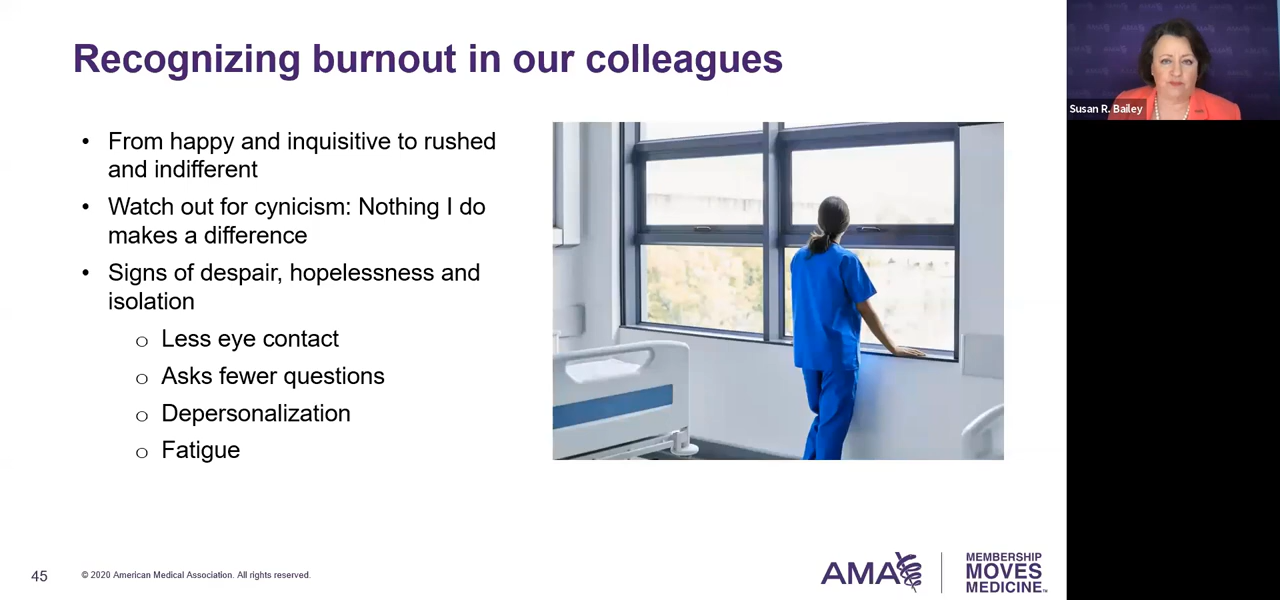 Recognizing burnout in our colleagues
• From happy and inquisitive to rushed
and indifferent
• Watch out for cynicism: Nothing I do
makes a difference
• Signs of despair, hopelessness and
isolation
o Less eye contact
o Asks fewer questions
o Depersonalization
o Fatigue
45
© 2020 American Medical Association. All rights reserved.
AMA
MEMBERSHIP
MOVES
MEDICINE™
AMA
Susan R. Bailey